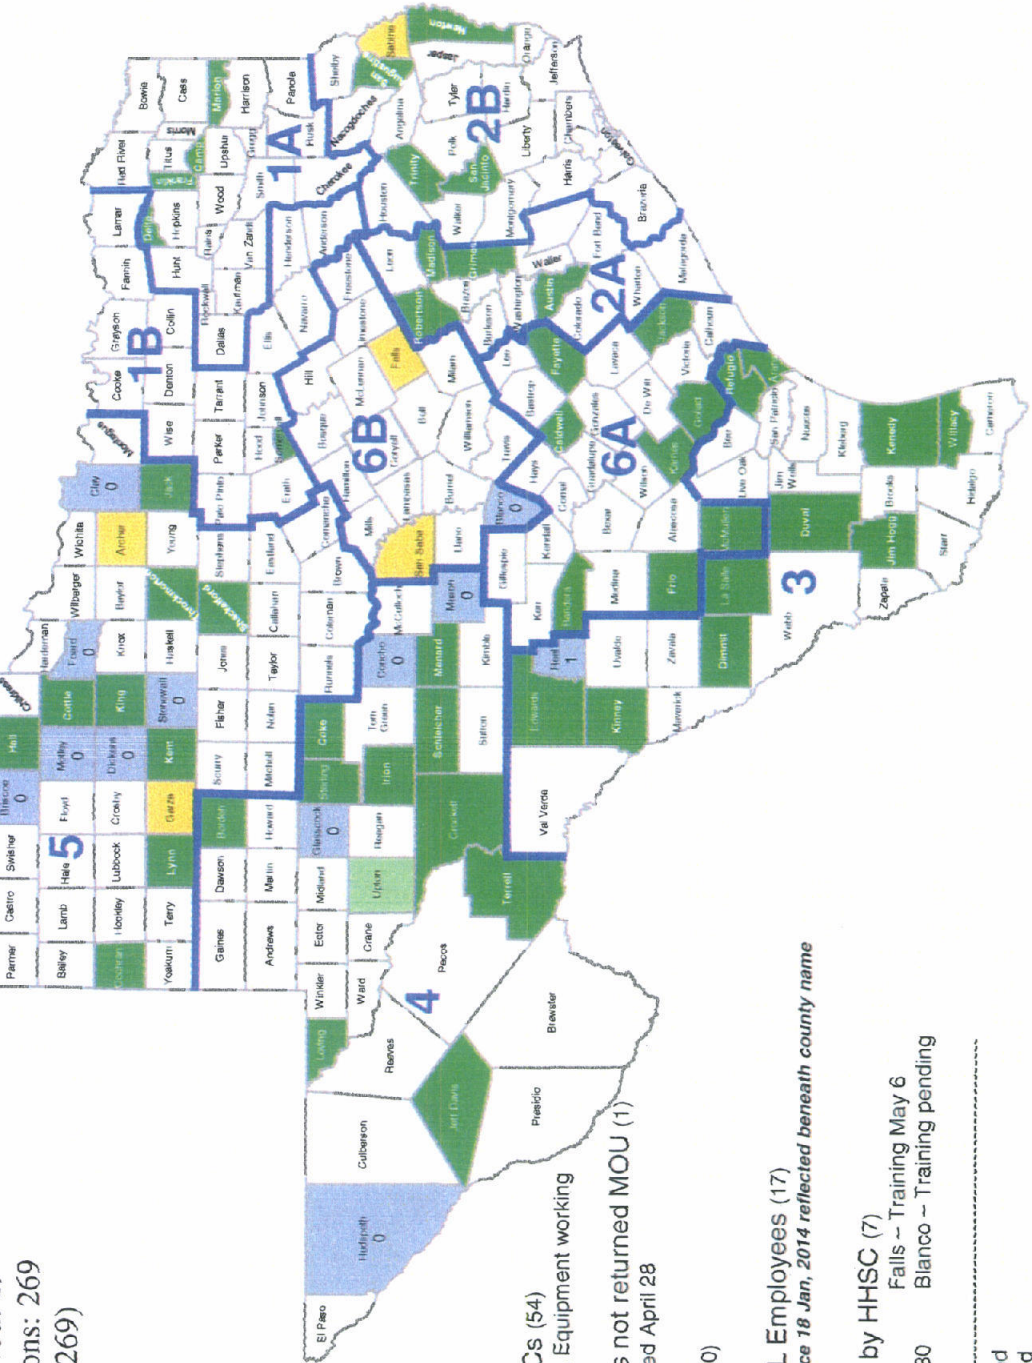 ons: 269
269)
Parmer
Castro
Swisher
Briscoe
0
Hall
Childress
Bailey
Lamb
Hale
Floyd
Motley
0
Cottle
Hardeman
Foard
0
Wilbarger
Wichita
Clay
0
Montague
Cooke
Grayson
Fannin
Lamar
Red River
Bowie
5
1B
Cochran
Hockley
Lubbock
Crosby
Dickens
0
King
Knox
Baylor
Archer
Jack
Wise
Denton
Collin
Hunt
Delta
Hopkins
Franklin
Titus
Morris
Cass
Yoakum
Terry
Lynn
Garza
Kent
Stonewall
0
Haskell
Throckmorton
Young
Palo Pinto
Parker
Tarrant
Dallas
Rockwall
Kaufman
Rains
Van Zandt
Wood
Camp
Upshur
Marion
Harrison
Gregg
Gaines
Dawson
Borden
Scurry
Fisher
Jones
Shackelford
Stephens
Hood
Somervell
Johnson
Ellis
Henderson
Smith
1A
Rusk
Panola
Andrews
Martin
Howard
Mitchell
Nolan
Taylor
Callahan
Eastland
Erath
Hill
Navarro
Anderson
Cherokee
Nacogdoches
Shelby
El Paso
Hudspeth
0
Culberson
Reeves
Loving
Winkler
Ector
Midland
Glasscock
0
Sterling
Coke
Runnels
Coleman
Brown
Comanche
Hamilton
Bosque
McLennan
Limestone
Freestone
Leon
Houston
Trinity
Angelina
San Augustine
Sabine
Newton
Jasper
Ward
Crane
Upton
Reagan
Irion
Tom Green
Concho
0
McCulloch
San Saba
Mills
Lampasas
Coryell
6B
Bell
Falls
Milam
Robertson
Madison
Walker
San Jacinto
Polk
Tyler
Hardin
2B
Orange
Jeff Davis
4
Pecos
Crockett
Schleicher
Menard
Mason
0
Llano
Burnet
Williamson
Burleson
Brazos
Grimes
Montgomery
Liberty
Chambers
Jefferson
Presidio
Brewster
Terrell
Val Verde
Sutton
Kimble
Gillespie
Blanco
0
Travis
Hays
Bastrop
Lee
Washington
Waller
Harris
Galveston
Edwards
Real
1
Kerr
Bandera
Kendall
Comal
Caldwell
Fayette
Austin
Colorado
Fort Bend
Brazoria
Kinney
Uvalde
Medina
Bexar
Guadalupe
Gonzales
6A
Lavaca
2A
Wharton
Matagorda
Maverick
Zavala
Frio
Atascosa
Wilson
Karnes
De Witt
Victoria
Jackson
Calhoun
Goliad
Dimmit
La Salle
McMullen
Live Oak
Bee
Refugio
San Patricio
Webb
3
Duval
Jim Wells
Nueces
Kleberg
Zapata
Jim Hogg
Brooks
Kenedy
Starr
Hidalgo
Willacy
Cameron
Cs (54)
Equipment working
s not returned MOU (1)
ed April 28
0)
L Employees (17)
ce 18 Jan, 2014 reflected beneath county name
by HHSC (7)
Falls ~ Training May 6
30 Blanco ~ Training pending